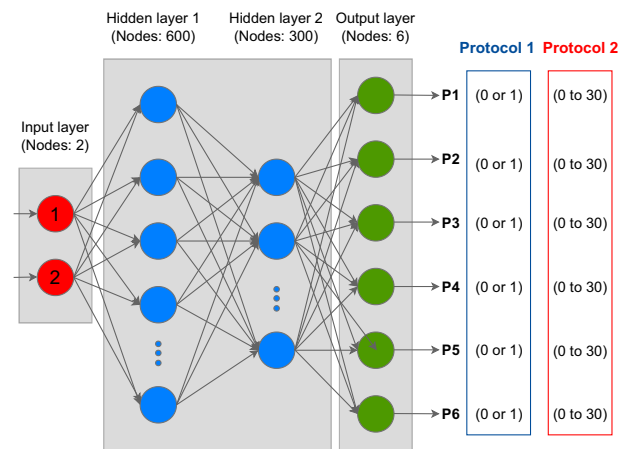 Hidden layer 1
(Nodes: 600)
Hidden layer 2
(Nodes: 300)
Output layer
(Nodes: 6)
Protocol 1
Protocol 2
Input layer
(Nodes: 2)
1
2
P1 (0 or 1) (0 to 30)
P2 (0 or 1) (0 to 30)
P3 (0 or 1) (0 to 30)
P4 (0 or 1) (0 to 30)
P5 (0 or 1) (0 to 30)
P6 (0 or 1) (0 to 30)